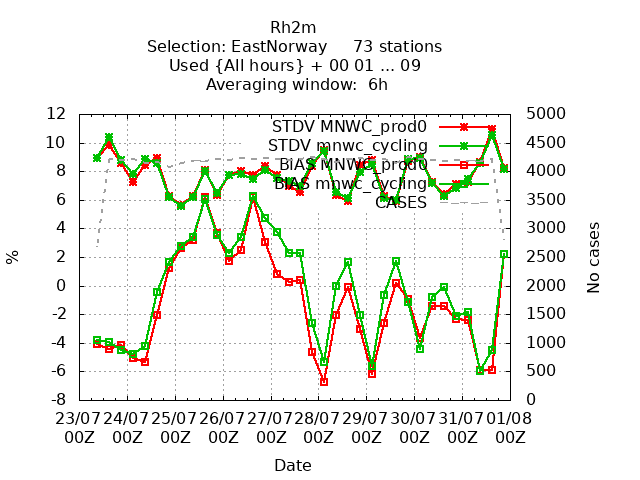 Rh2m
Selection: EastNorway 73 stations
Used {All hours} + 00 01 ... 09
Averaging window: 6h
12
10
8
6
4
2
0
-2
-4
-6
-8
%
5000
4500
4000
3500
3000
2500
2000
1500
1000
500
0
No cases
STDV MNWC_prod0
STDV mnwc_cycling
BIAS MNWC_prod0
BIAS mnwc_cycling
CASES
23/07 24/07 25/07 26/07 27/07 28/07 29/07 30/07 31/07 01/08
00Z 00Z 00Z 00Z 00Z 00Z 00Z 00Z 00Z 00Z
Date